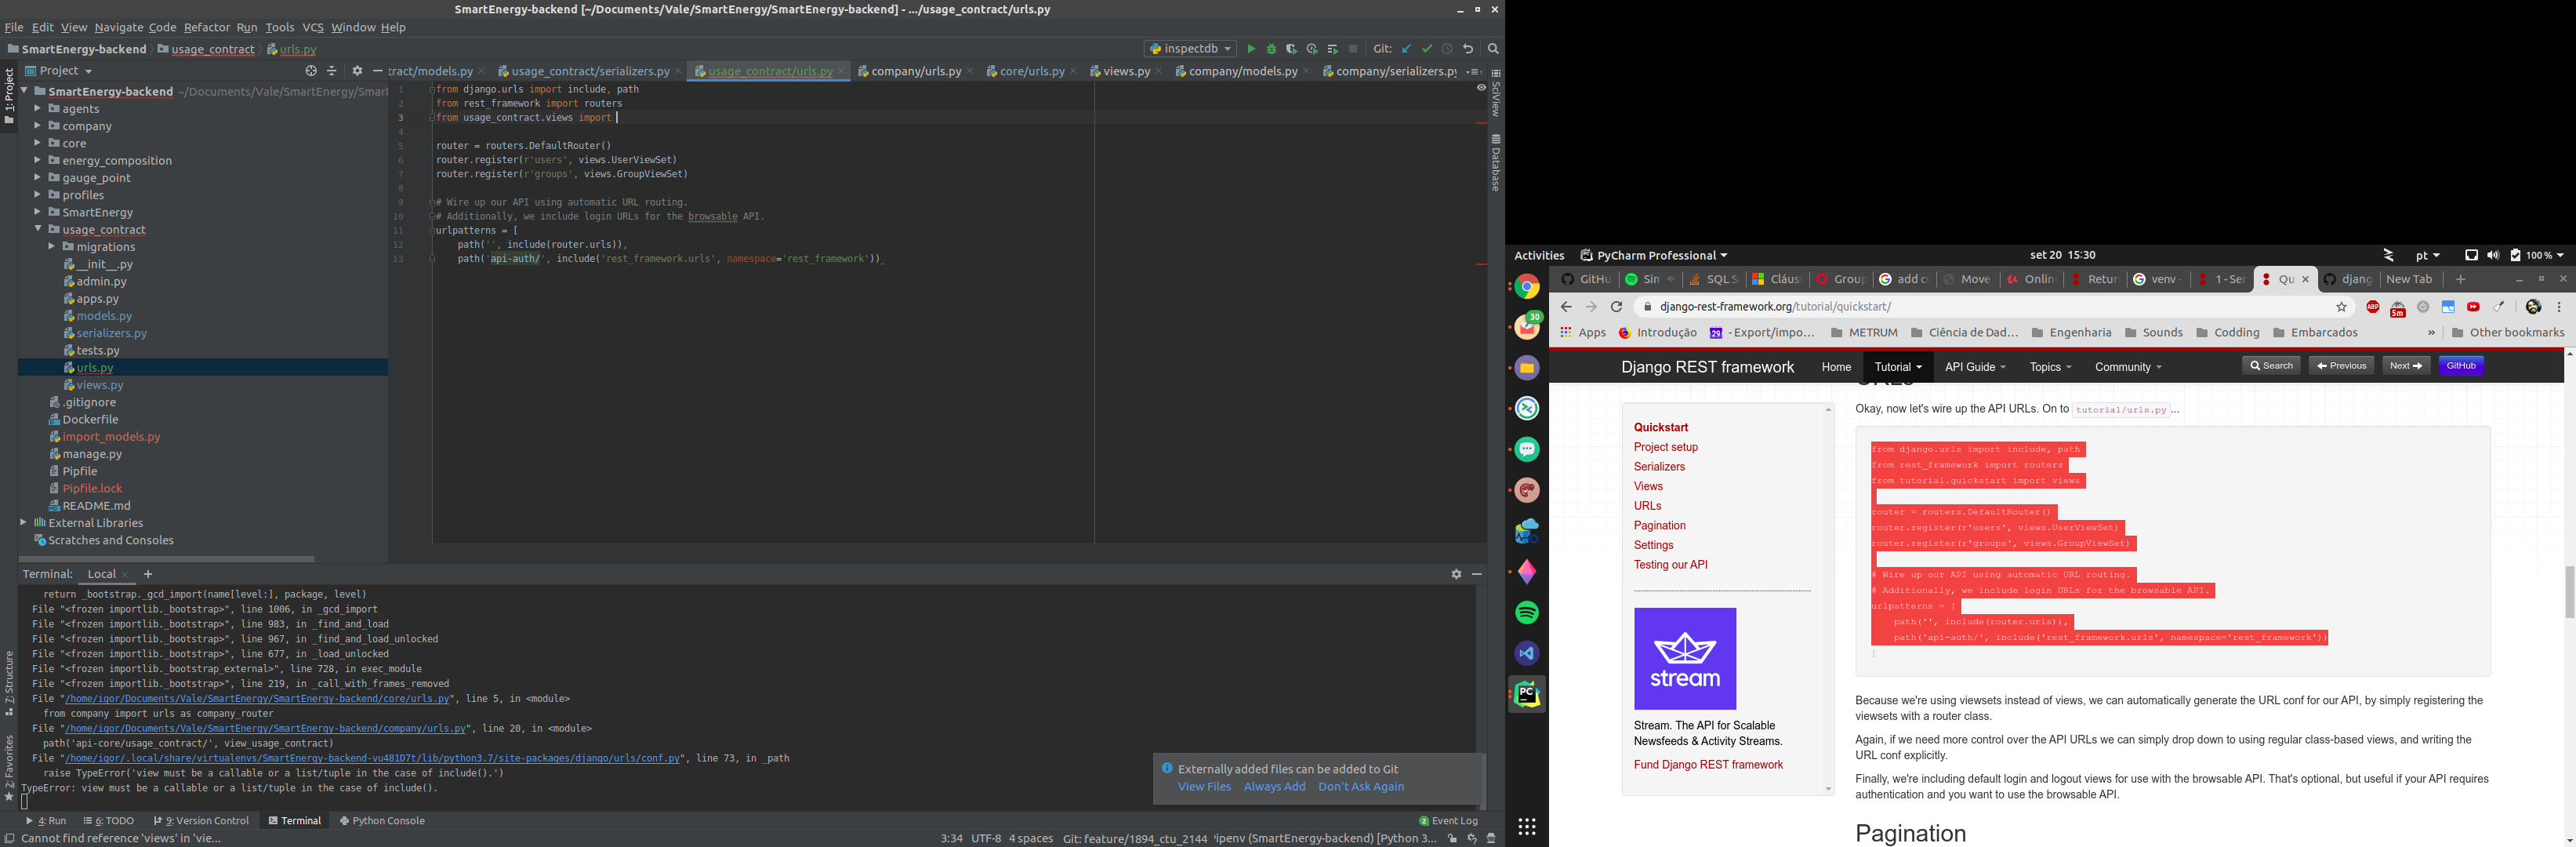 SmartEnergy-backend [~/Documents/Vale/SmartEnergy/SmartEnergy-backend] - .../usage_contract/urls.py
File Edit View Navigate Code Refactor Run Tools VCS Window Help
SmartEnergy-backend usage_contract urls.py
inspectdb Git:
Project
tract/models.py usage_contract/serializers.py usage_contract/urls.py company/urls.py core/urls.py views.py company/models.py company/serializers.py
1: Project
SmartEnergy-backend ~/Documents/Vale/SmartEnergy/Smart
agents
company
core
energy_composition
gauge_point
profiles
SmartEnergy
usage_contract
migrations
__init__.py
admin.py
apps.py
models.py
serializers.py
tests.py
urls.py
views.py
.gitignore
Dockerfile
import_models.py
manage.py
Pipfile
Pipfile.lock
README.md
External Libraries
Scratches and Consoles
1 from django.urls import include, path
2 from rest_framework import routers
3 from usage_contract.views import
4
5 router = routers.DefaultRouter()
6 router.register(r'users', views.UserViewSet)
7 router.register(r'groups', views.GroupViewSet)
8
9 # Wire up our API using automatic URL routing.
10 # Additionally, we include login URLs for the browsable API.
11 urlpatterns = [
12 path('', include(router.urls)),
13 path('api-auth/', include('rest_framework.urls', namespace='rest_framework'))
SciView
Database
Terminal: Local +
return _bootstrap._gcd_import(name[level:], package, level)
File "<frozen importlib._bootstrap>", line 1006, in _gcd_import
File "<frozen importlib._bootstrap>", line 983, in _find_and_load
File "<frozen importlib._bootstrap>", line 967, in _find_and_load_unlocked
File "<frozen importlib._bootstrap>", line 677, in _load_unlocked
File "<frozen importlib._bootstrap_external>", line 728, in exec_module
File "<frozen importlib._bootstrap>", line 219, in _call_with_frames_removed
File "/home/igor/Documents/Vale/SmartEnergy/SmartEnergy-backend/core/urls.py", line 5, in <module>
from company import urls as company_router
File "/home/igor/Documents/Vale/SmartEnergy/SmartEnergy-backend/company/urls.py", line 20, in <module>
path('api-core/usage_contract/', view_usage_contract)
File "/home/igor/.local/share/virtualenvs/SmartEnergy-backend-vu481D7t/lib/python3.7/site-packages/django/urls/conf.py", line 73, in _path
raise TypeError('view must be a callable or a list/tuple in the case of include().')
TypeError: view must be a callable or a list/tuple in the case of include().
Externally added files can be added to Git
View Files Always Add Don't Ask Again
7: Structure
2: Favorites
4: Run 6: TODO 9: Version Control Terminal Python Console
2 Event Log
Cannot find reference 'views' in 'vie...
3:34 UTF-8 4 spaces Git: feature/1894_ctu_2144 'ipenv (SmartEnergy-backend) [Python 3...
Activities PyCharm Professional set 20 15:30 pt 100 %
GitHu Sim SQL S Cláus Group add cu Move Online Return venv - 1 - Ser Qu djang New Tab
django-rest-framework.org/tutorial/quickstart/
ABP 5m
Apps Introdução 29 - Export/impo... METRUM Ciência de Dad... Engenharia Sounds Codding Embarcados » Other bookmarks
30
PC
Django REST framework Home Tutorial API Guide Topics Community Search Previous Next GitHub
URLs
Quickstart
Project setup
Serializers
Views
URLs
Pagination
Settings
Testing our API
stream
Stream. The API for Scalable
Newsfeeds & Activity Streams.
Fund Django REST framework
Okay, now let's wire up the API URLs. On to tutorial/urls.py...
from django.urls import include, path
from rest_framework import routers
from tutorial.quickstart import views
router = routers.DefaultRouter()
router.register(r'users', views.UserViewSet)
router.register(r'groups', views.GroupViewSet)
# Wire up our API using automatic URL routing.
# Additionally, we include login URLs for the browsable API.
urlpatterns = [
path('', include(router.urls)),
path('api-auth/', include('rest_framework.urls', namespace='rest_framework'))
]
Because we're using viewsets instead of views, we can automatically generate the URL conf for our API, by simply registering the
viewsets with a router class.
Again, if we need more control over the API URLs we can simply drop down to using regular class-based views, and writing the
URL conf explicitly.
Finally, we're including default login and logout views for use with the browsable API. That's optional, but useful if your API requires
authentication and you want to use the browsable API.
Pagination